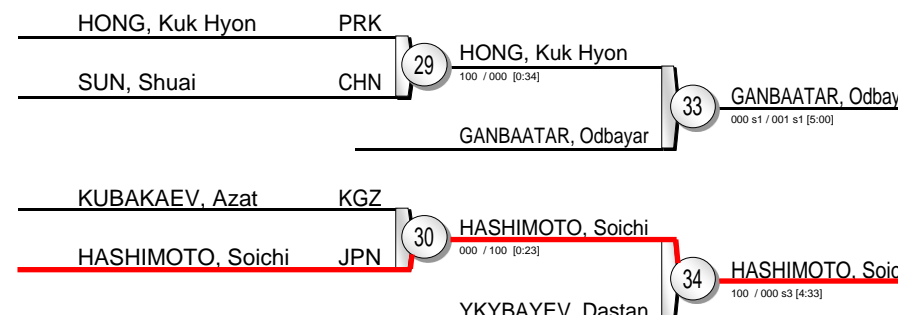 HONG, Kuk Hyon PRK
SUN, Shuai CHN
29
HONG, Kuk Hyon
100 / 000 [0:34]
GANBAATAR, Odbayar
33
GANBAATAR, Odbay
000 s1 / 001 s1 [5:00]
KUBAKAEV, Azat KGZ
HASHIMOTO, Soichi JPN
30
HASHIMOTO, Soichi
000 / 100 [0:23]
YKYBAYEV, Dastan
34
HASHIMOTO, Soic
100 / 000 s3 [4:33]